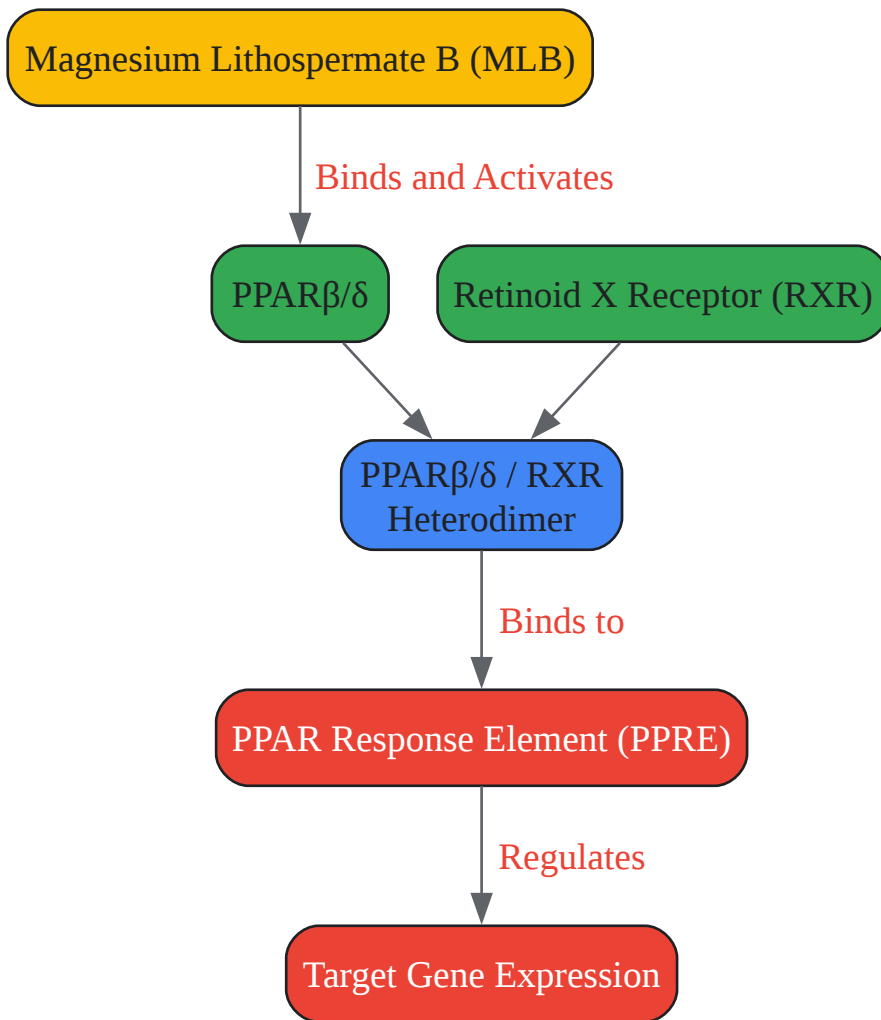 Magnesium Lithospermate B (MLB)
Binds and Activates
PPARβ/δ
Retinoid X Receptor (RXR)
PPARβ/δ / RXR
Heterodimer
Binds to
PPAR Response Element (PPRE)
Regulates
Target Gene Expression